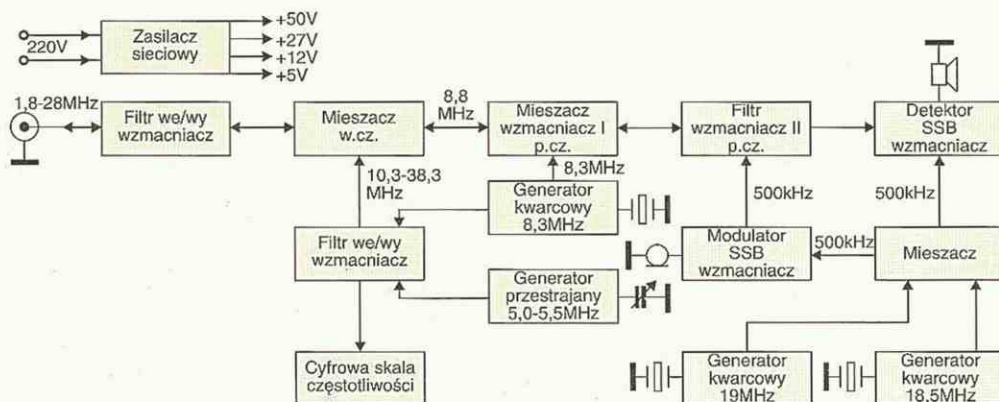 220V
Zasilacz
sieciowy
+50V
+27V
+12V
+5V
1,8-28MHz
Filtr we/wy
wzmacniacz
Mieszacz
w.cz.
8,8
MHz
Mieszacz
wzmacniacz I
p.cz.
Filtr
wzmacniacz II
p.cz.
Detektor
SSB
wzmacniacz
10,3-38,3
MHz
8,3MHz
500kHz
500kHz
Generator
kwarcowy
8,3MHz
Filtr we/wy
wzmacniacz
Modulator
SSB
wzmacniacz
500kHz
Mieszacz
Generator
przestrajany
5,0-5,5MHz
Cyfrowa skala
częstotliwości
Generator
kwarcowy
19MHz
Generator
kwarcowy
18,5MHz